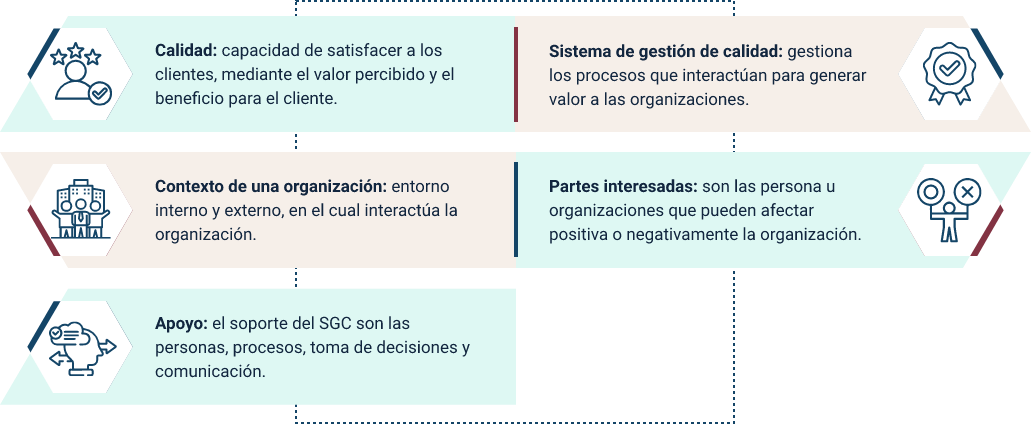 Calidad: capacidad de satisfacer a los
clientes, mediante el valor percibido y el
beneficio para el cliente.
Sistema de gestión de calidad: gestiona
los procesos que interactúan para generar
valor a las organizaciones.
Contexto de una organización: entorno
interno y externo, en el cual interactúa la
organización.
Partes interesadas: son las persona u
organizaciones que pueden afectar
positiva o negativamente la organización.
Apoyo: el soporte del SGC son las
personas, procesos, toma de decisiones y
comunicación.